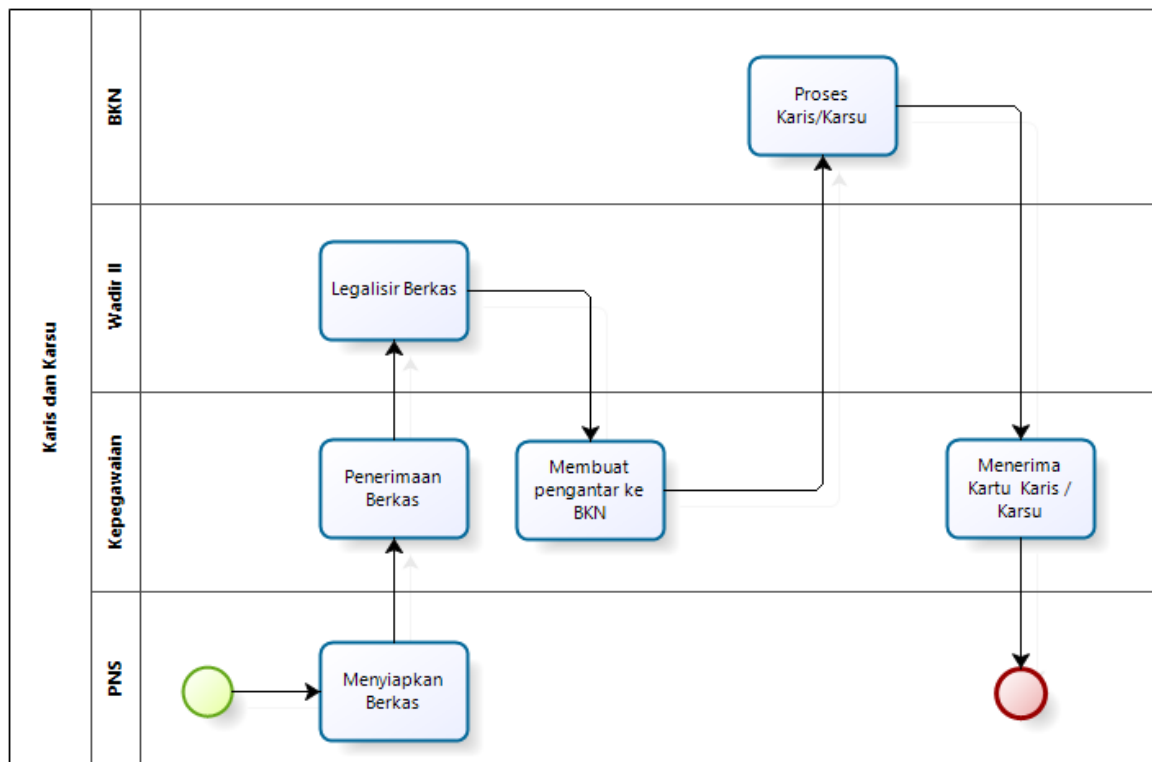 Karis dan Karsu
BKN
Proses
Karis/Karsu
Wadir II
Legalisir Berkas
Kepegawaian
Penerimaan
Berkas
Membuat
pengantar ke
BKN
Menerima
Kartu Karis /
Karsu
PNS
Menyiapkan
Berkas